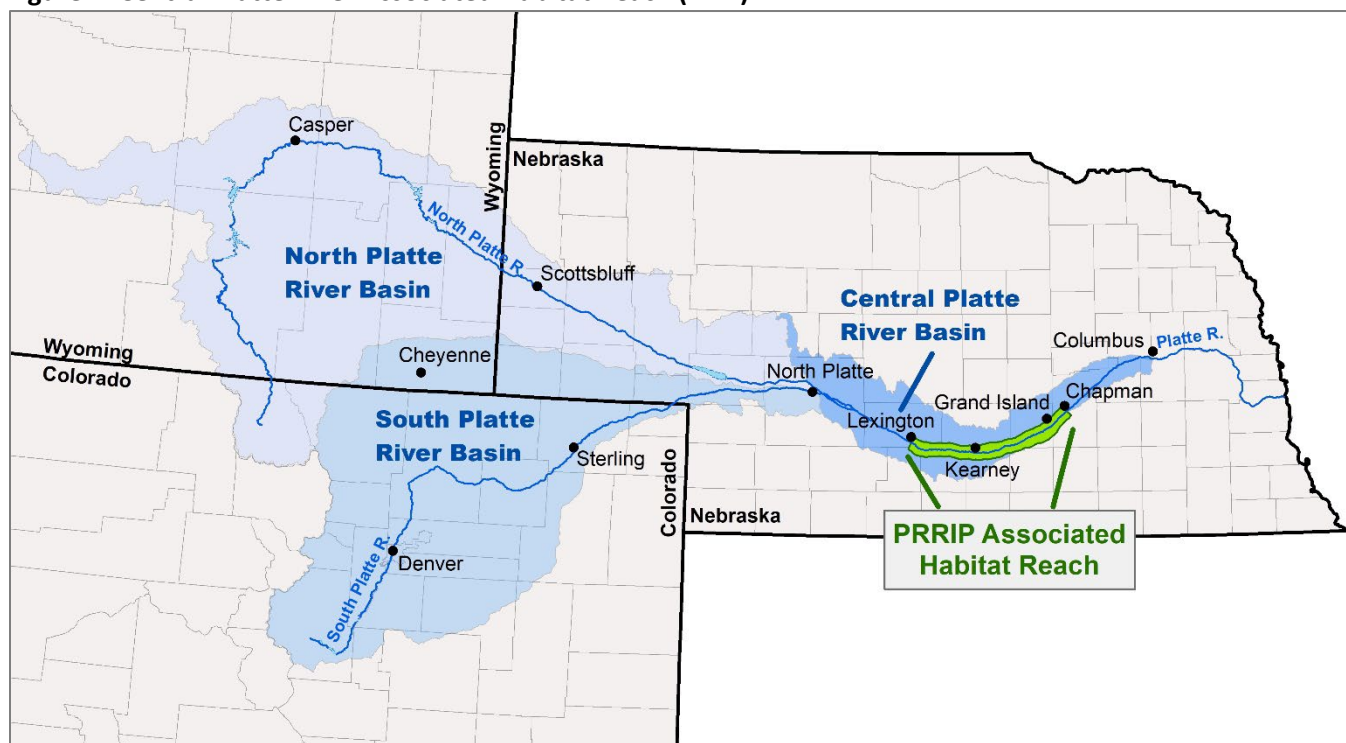 Casper
Wyoming
Nebraska
North Platte R.
North Platte
River Basin
Scottsbluff
Central Platte
River Basin
Columbus
Platte R.
Wyoming
Colorado
Cheyenne
North Platte
Chapman
Grand Island
Lexington
South Platte
River Basin
Sterling
Kearney
Colorado
Nebraska
PRRIP Associated
Habitat Reach
South Platte R.
Denver